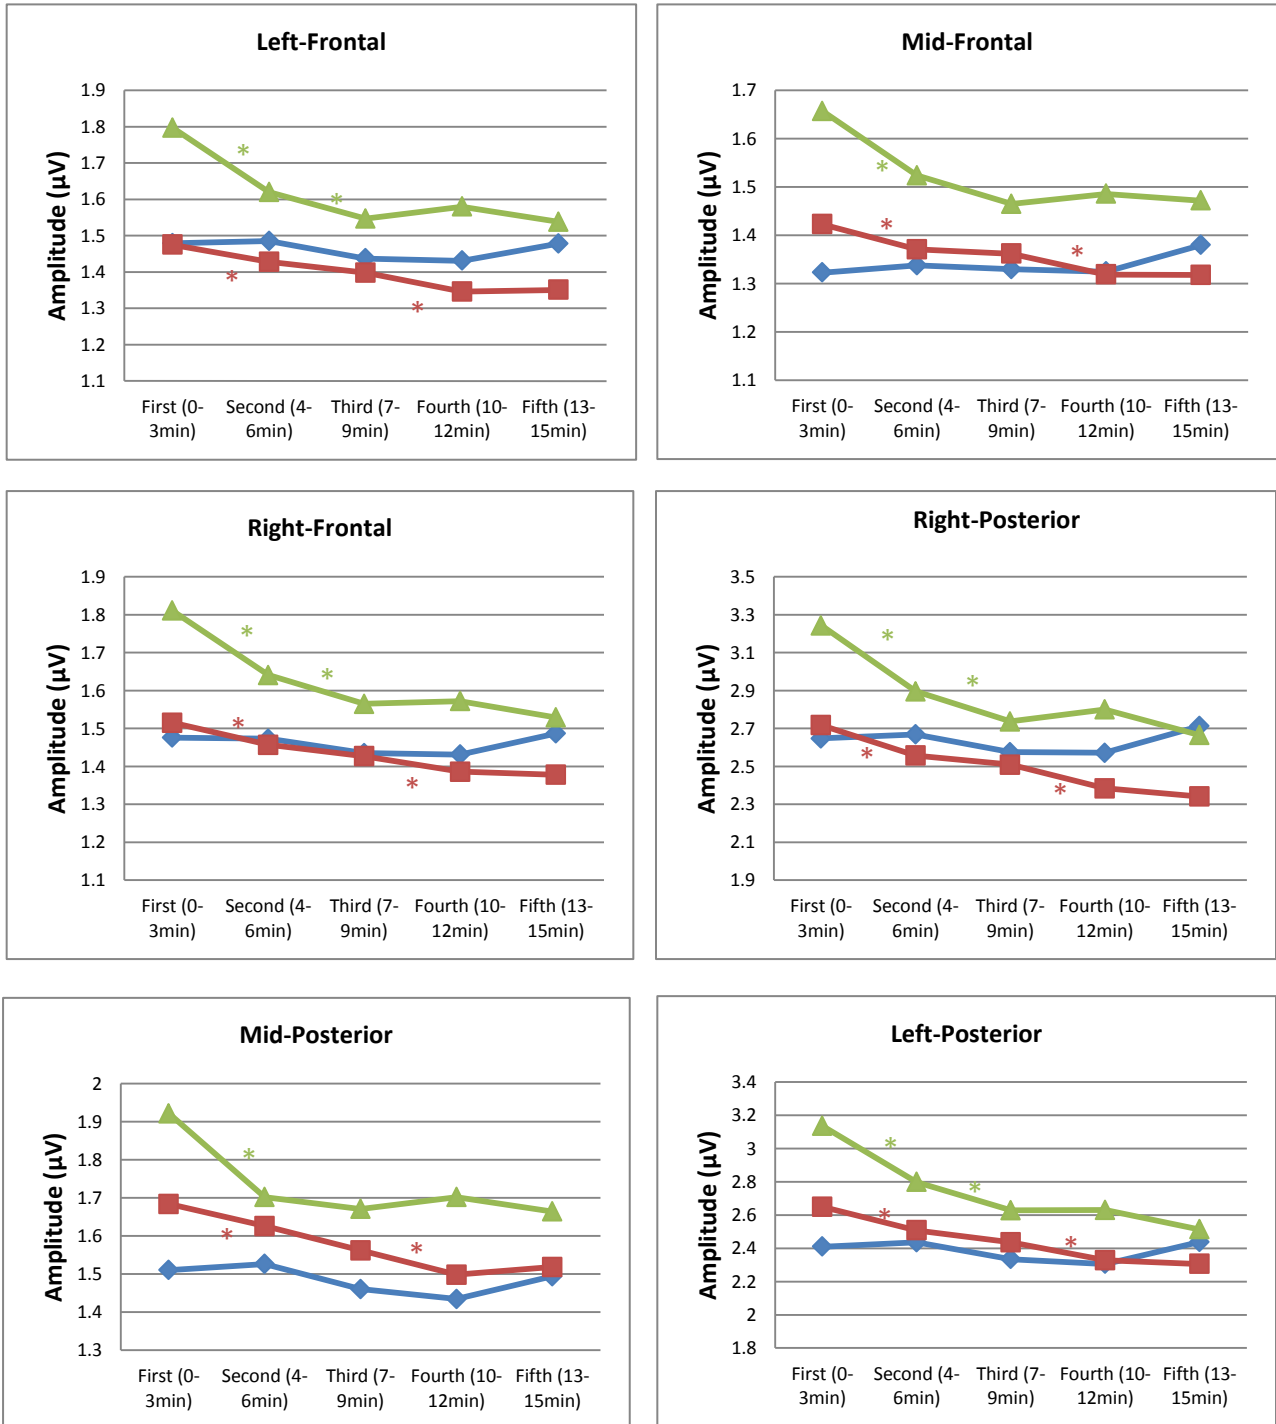 Left-Frontal
Amplitude (µV)
1.9
1.8
1.7
1.6
1.5
1.4
1.3
1.2
1.1
*
*
*
*
First (0-
3min)
Second (4-
6min)
Third (7-
9min)
Fourth (10-
12min)
Fifth (13-
15min)
Mid-Frontal
Amplitude (µV)
1.7
1.6
1.5
1.4
1.3
1.2
1.1
*
*
*
First (0-
3min)
Second (4-
6min)
Third (7-
9min)
Fourth (10-
12min)
Fifth (13-
15min)
Right-Frontal
Amplitude (µV)
1.9
1.8
1.7
1.6
1.5
1.4
1.3
1.2
1.1
*
*
*
*
First (0-
3min)
Second (4-
6min)
Third (7-
9min)
Fourth (10-
12min)
Fifth (13-
15min)
Right-Posterior
Amplitude (µV)
3.5
3.3
3.1
2.9
2.7
2.5
2.3
2.1
1.9
*
*
*
*
First (0-
3min)
Second (4-
6min)
Third (7-
9min)
Fourth (10-
12min)
Fifth (13-
15min)
Mid-Posterior
Amplitude (µV)
2
1.9
1.8
1.7
1.6
1.5
1.4
1.3
*
*
*
First (0-
3min)
Second (4-
6min)
Third (7-
9min)
Fourth (10-
12min)
Fifth (13-
15min)
Left-Posterior
Amplitude (µV)
3.4
3.2
3
2.8
2.6
2.4
2.2
2
1.8
*
*
*
*
First (0-
3min)
Second (4-
6min)
Third (7-
9min)
Fourth (10-
12min)
Fifth (13-
15min)